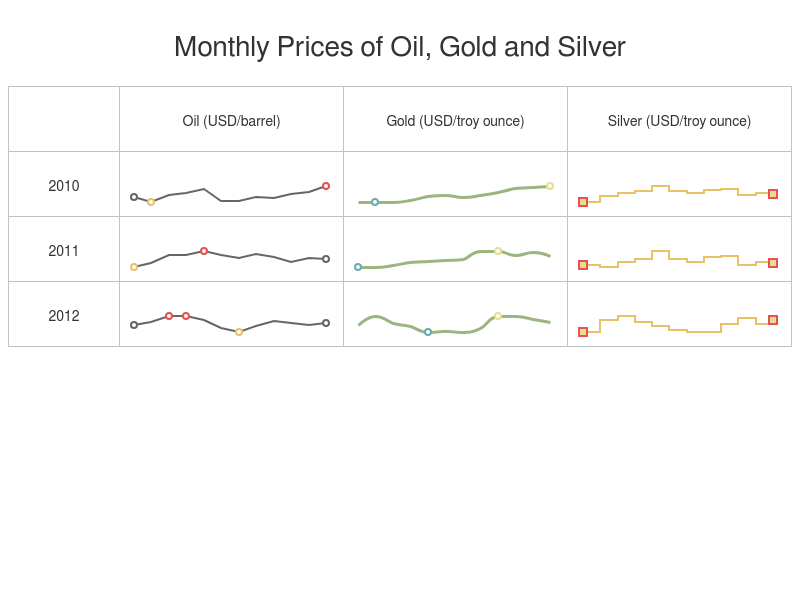 Monthly Prices of Oil, Gold and Silver
Oil (USD/barrel)
Gold (USD/troy ounce)
Silver (USD/troy ounce)
2010
2011
2012